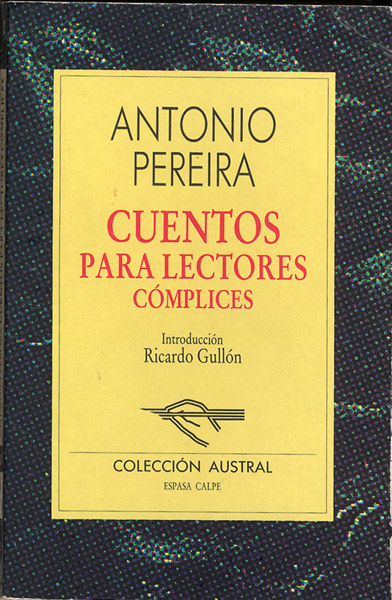 ANTONIO
PEREIRA
CUENTOS
PARA LECTORES
CÓMPLICES
Introducción
Ricardo Gullón
COLECCIÓN AUSTRAL
ESPASA CALPE